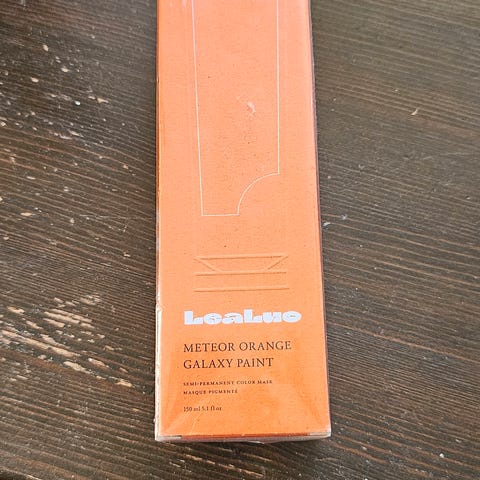 LeaLuo
METEOR ORANGE
GALAXY PAINT
SEMI-PERMANENT COLOR MASK
MASQUE PIGMENTÉ
150 ml 5.1 fl oz